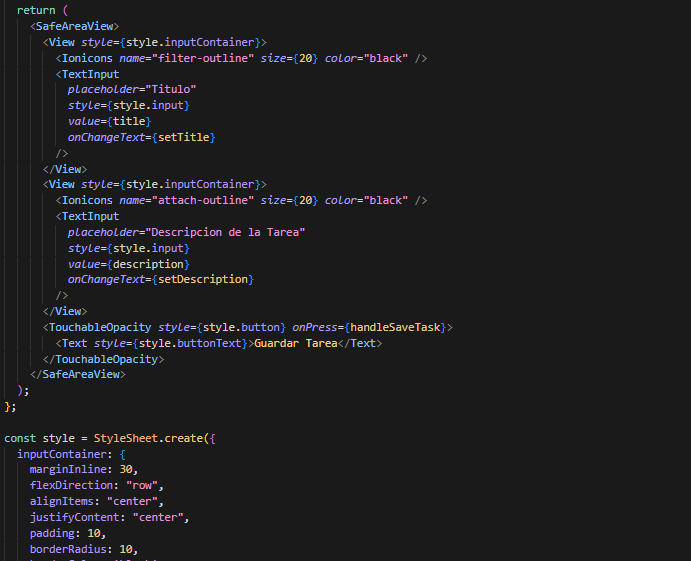 return (
<SafeAreaView>
<View style={style.inputContainer}>
<Ionicons name="filter-outline" size={20} color="black" />
<TextInput
placeholder="Titulo"
style={style.input}
value={title}
onChangeText={setTitle}
/>
</View>
<View style={style.inputContainer}>
<Ionicons name="attach-outline" size={20} color="black" />
<TextInput
placeholder="Descripcion de la Tarea"
style={style.input}
value={description}
onChangeText={setDescription}
/>
</View>
<TouchableOpacity style={style.button} onPress={handleSaveTask}>
<Text style={style.buttonText}>Guardar Tarea</Text>
</TouchableOpacity>
</SafeAreaView>
);
};
const style = StyleSheet.create({
inputContainer: {
marginInline: 30,
flexDirection: "row",
alignItems: "center",
justifyContent: "center",
padding: 10,
borderRadius: 10,